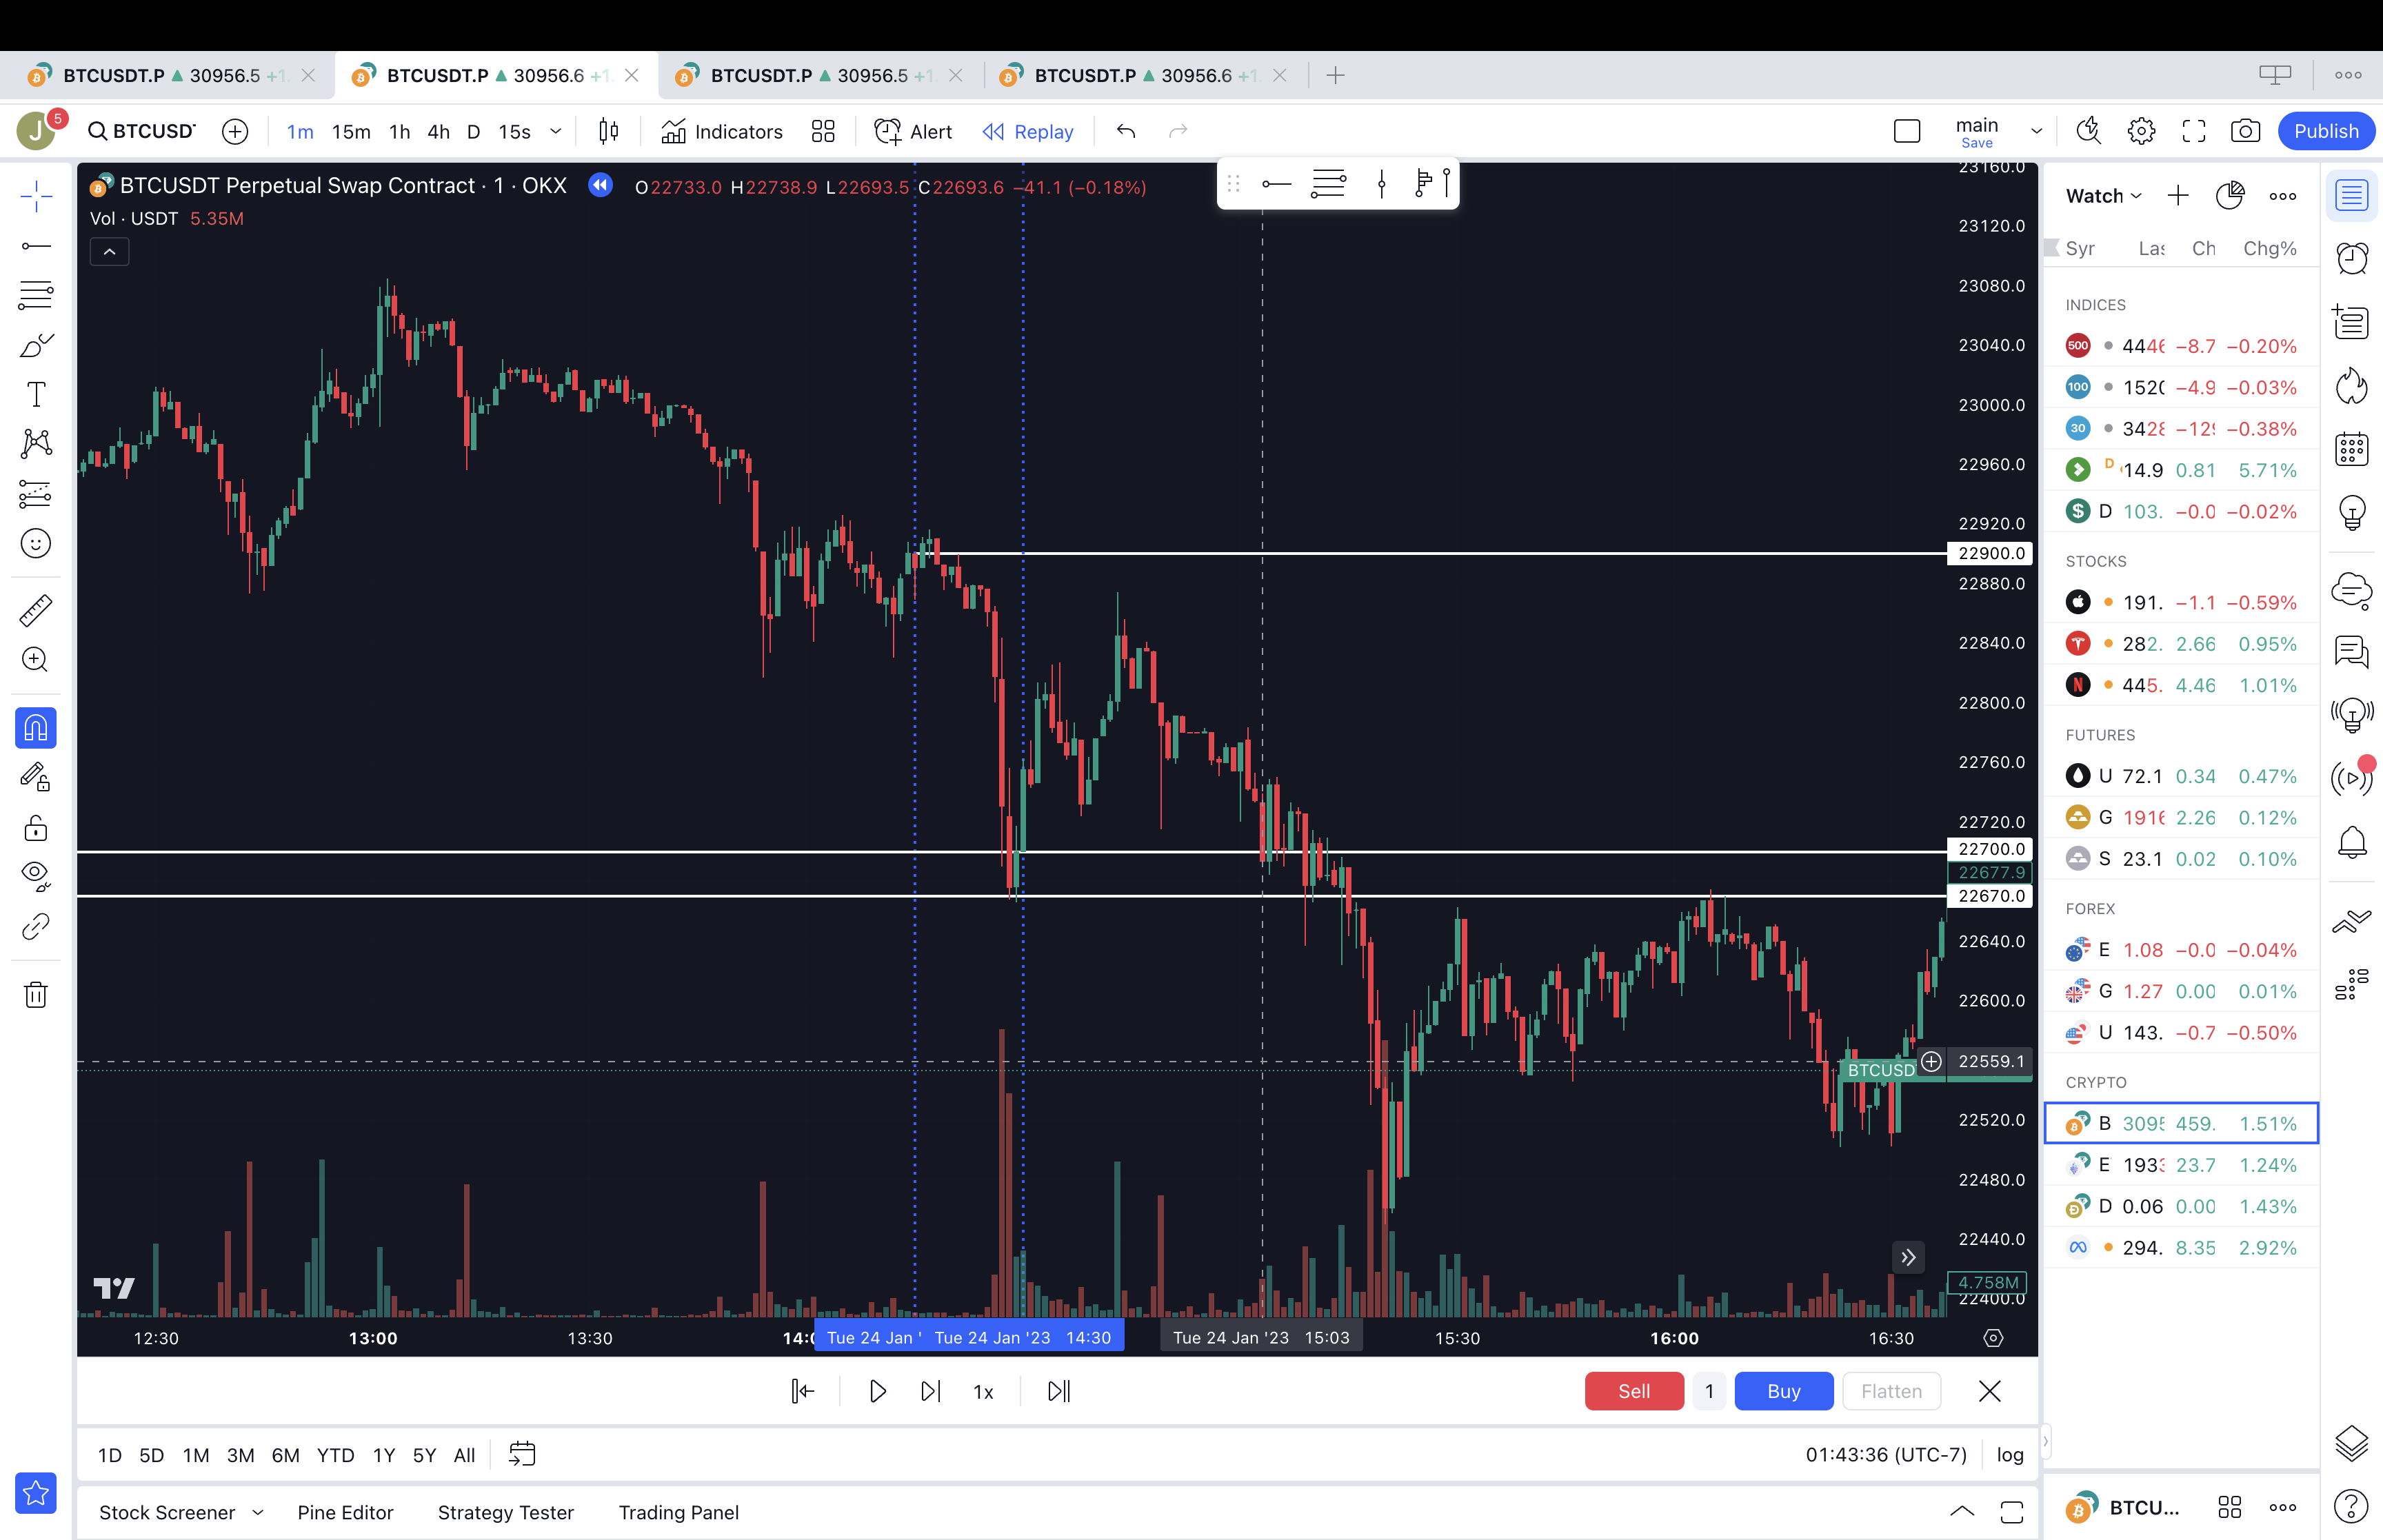 BTCUSDT.P ▲ 30956.5 +1. BTCUSDT.P ▲ 30956.6 +1. BTCUSDT.P ▲ 30956.5 +1. BTCUSDT.P ▲ 30956.6 +1.
J 5 BTCUSD 1m 15m 1h 4h D 15s Indicators Alert Replay main Save Publish
BTCUSDT Perpetual Swap Contract · 1 · OKX O22733.0 H22738.9 L22693.5 C22693.6 −41.1 (−0.18%)
Vol · USDT 5.35M
23160.0
23120.0
23080.0
23040.0
23000.0
22960.0
22920.0
22900.0
22880.0
22840.0
22800.0
22760.0
22720.0
22700.0
22677.9
22670.0
22640.0
22600.0
BTCUSD 22559.1
22520.0
22480.0
22440.0
4.758M
22400.0
12:30 13:00 13:30 14:0 Tue 24 Jan ' Tue 24 Jan '23 14:30 Tue 24 Jan '23 15:03 15:30 16:00 16:30
1x Sell 1 Buy Flatten
1D 5D 1M 3M 6M YTD 1Y 5Y All 01:43:36 (UTC-7) log
Stock Screener Pine Editor Strategy Tester Trading Panel
Watch
Syr Las Ch Chg%
INDICES
500 4446 −8.7 −0.20%
100 1520 −4.9 −0.03%
30 3428 −129 −0.38%
D 14.9 0.81 5.71%
$ D 103. −0.0 −0.02%
STOCKS
191. −1.1 −0.59%
282. 2.66 0.95%
N 445. 4.46 1.01%
FUTURES
U 72.1 0.34 0.47%
G 1916 2.26 0.12%
S 23.1 0.02 0.10%
FOREX
E 1.08 −0.0 −0.04%
G 1.27 0.00 0.01%
U 143. −0.7 −0.50%
CRYPTO
B 3095 459. 1.51%
E 1933 23.7 1.24%
D 0.06 0.00 1.43%
294. 8.35 2.92%
BTCU...